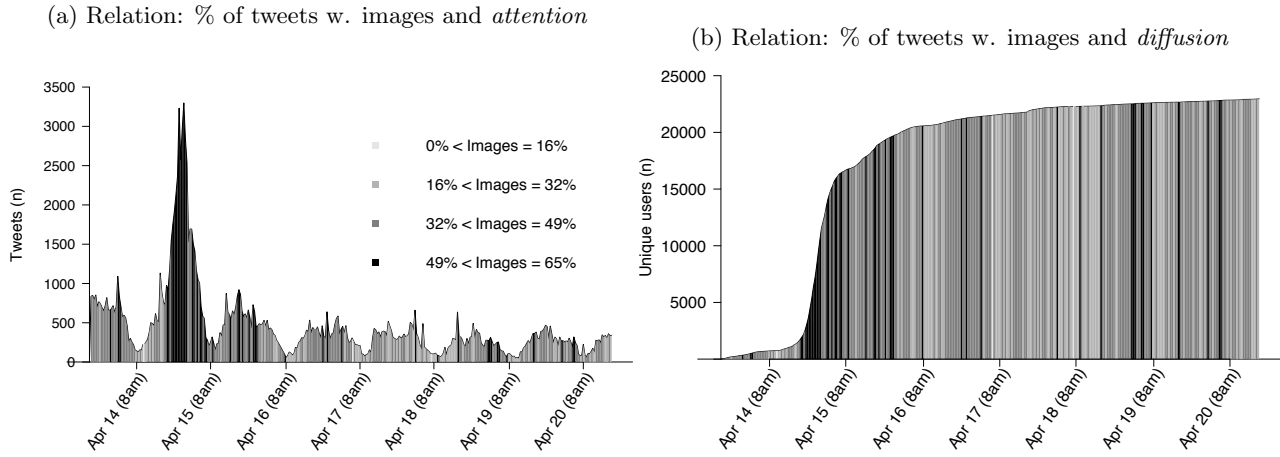 (a) Relation: % of tweets w. images and attention
Tweets (n)
3500
3000
2500
2000
1500
1000
500
0
0% < Images = 16%
16% < Images = 32%
32% < Images = 49%
49% < Images = 65%
Apr 14 (8am)
Apr 15 (8am)
Apr 16 (8am)
Apr 17 (8am)
Apr 18 (8am)
Apr 19 (8am)
Apr 20 (8am)
(b) Relation: % of tweets w. images and diffusion
Unique users (n)
25000
20000
15000
10000
5000
Apr 14 (8am)
Apr 15 (8am)
Apr 16 (8am)
Apr 17 (8am)
Apr 18 (8am)
Apr 19 (8am)
Apr 20 (8am)